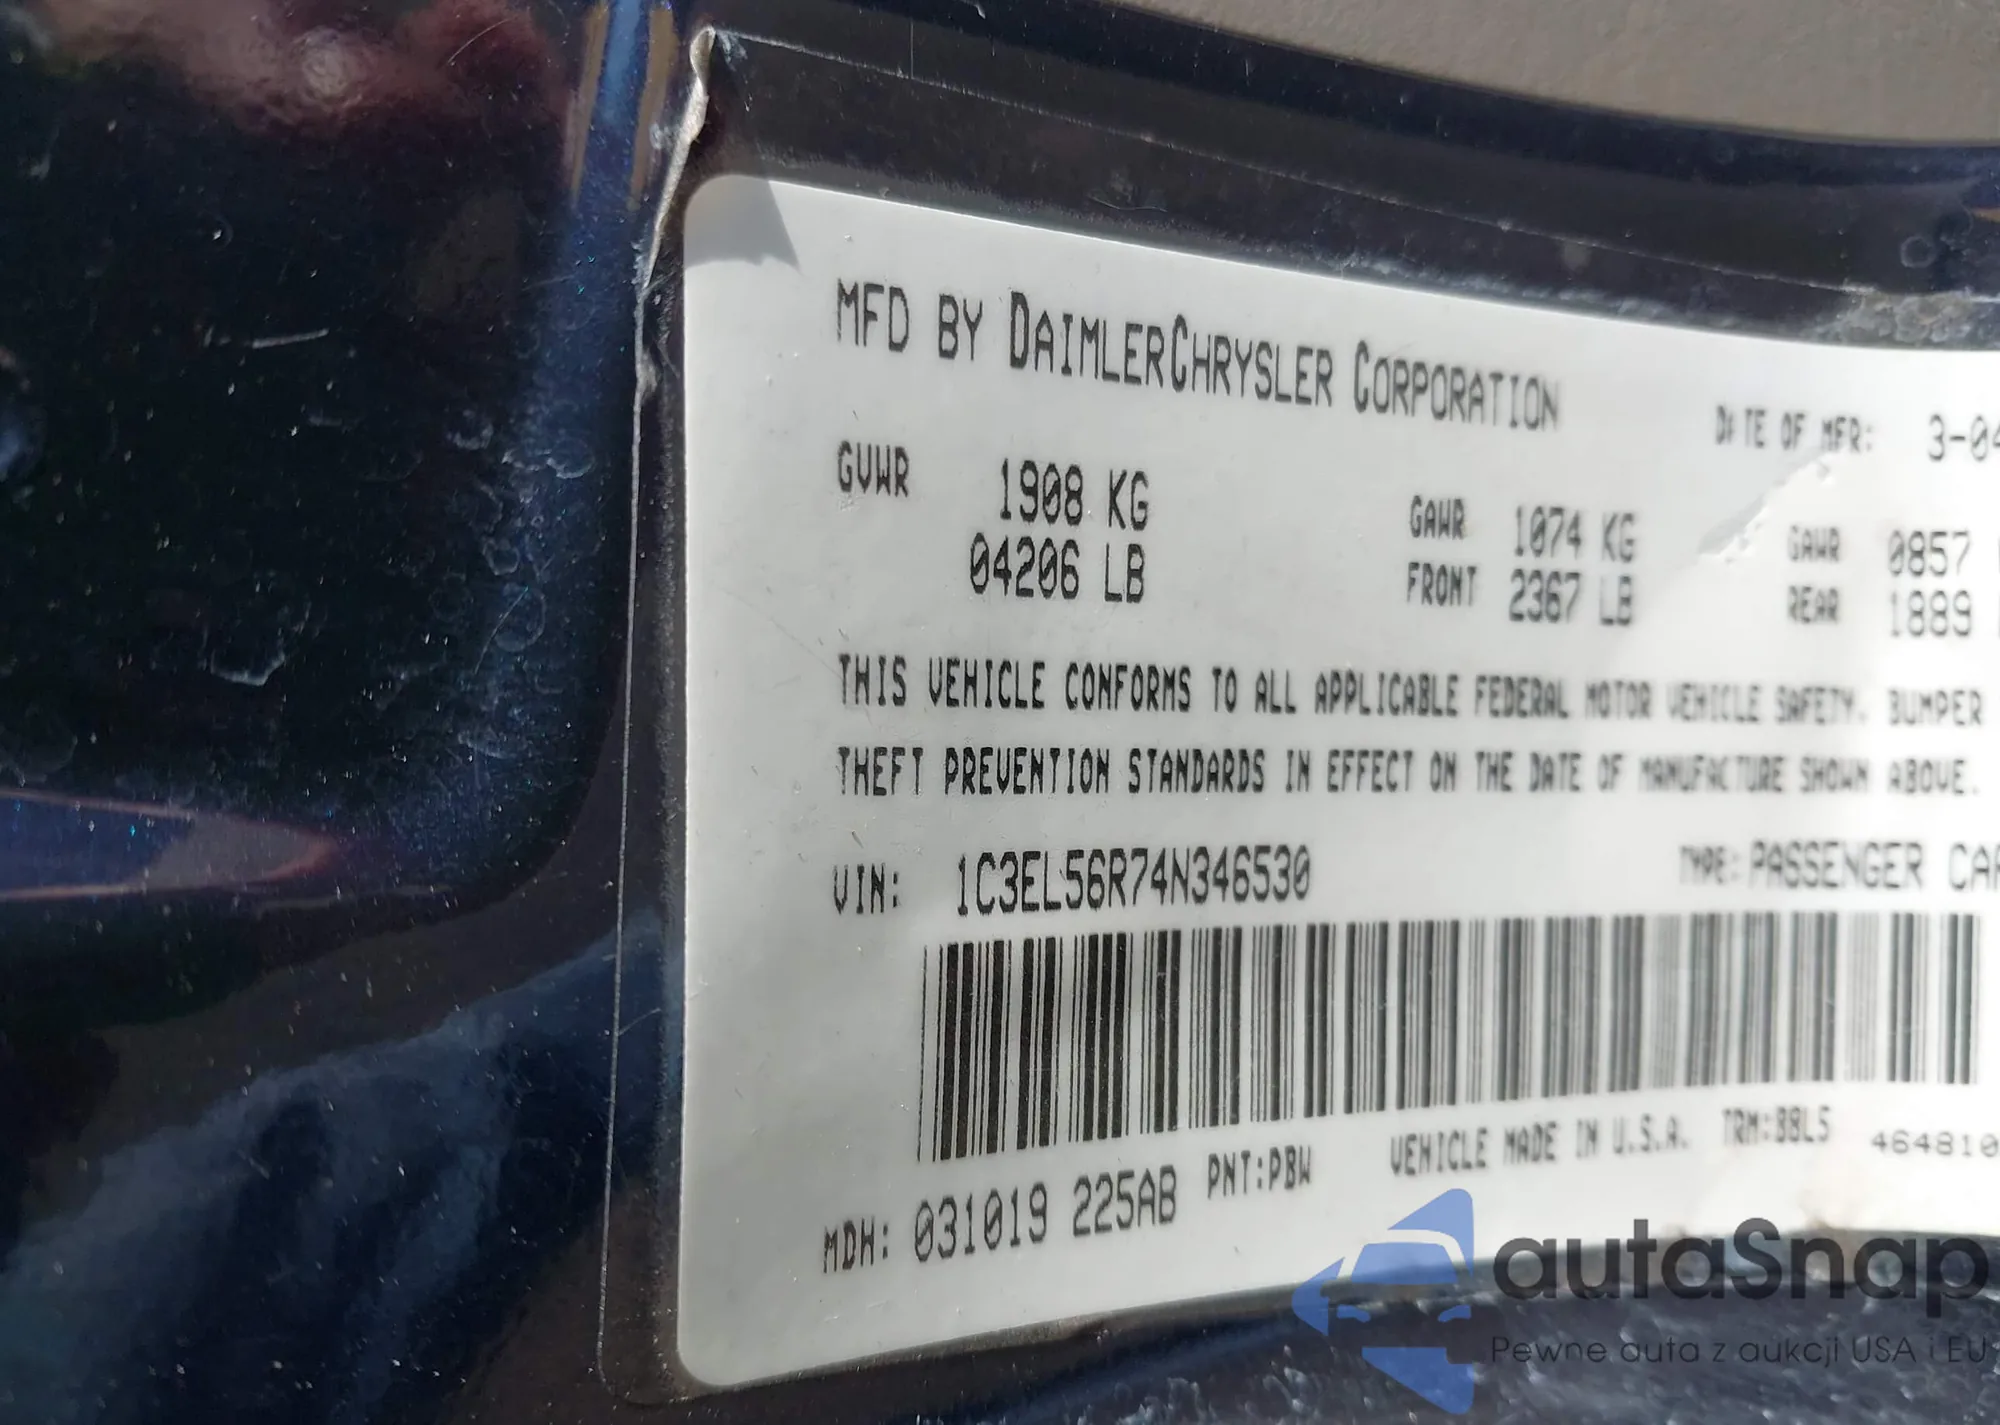 MFD BY DAIMLERCHRYSLER CORPORATION
DATE OF MFR: 3-04
GVWR 1908 KG
04206 LB
GAWR 1074 KG
FRONT 2367 LB
GAWR 0857
REAR 1889
THIS VEHICLE CONFORMS TO ALL APPLICABLE FEDERAL MOTOR VEHICLE SAFETY, BUMPER
THEFT PREVENTION STANDARDS IN EFFECT ON THE DATE OF MANUFACTURE SHOWN ABOVE.
VIN: 1C3EL56R74N346530 TYPE: PASSENGER CAR
MDH: 031019 225AB PNT:PBW VEHICLE MADE IN U.S.A. TRM:B8L5 464810
autaSnap
Pewne auta z aukcji USA i EU